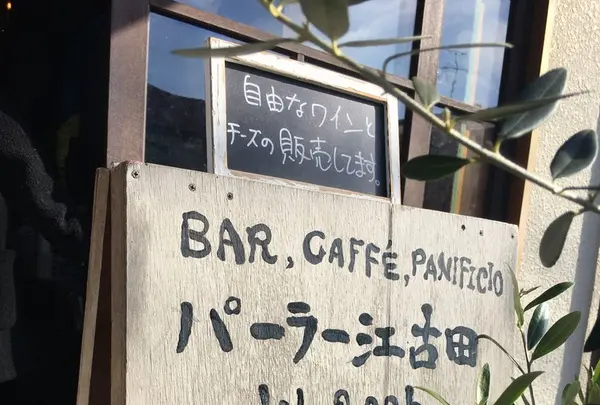 自由なワインと
チーズの販売してます。
BAR, CAFFÉ, PANIFICIO
パーラー江古田